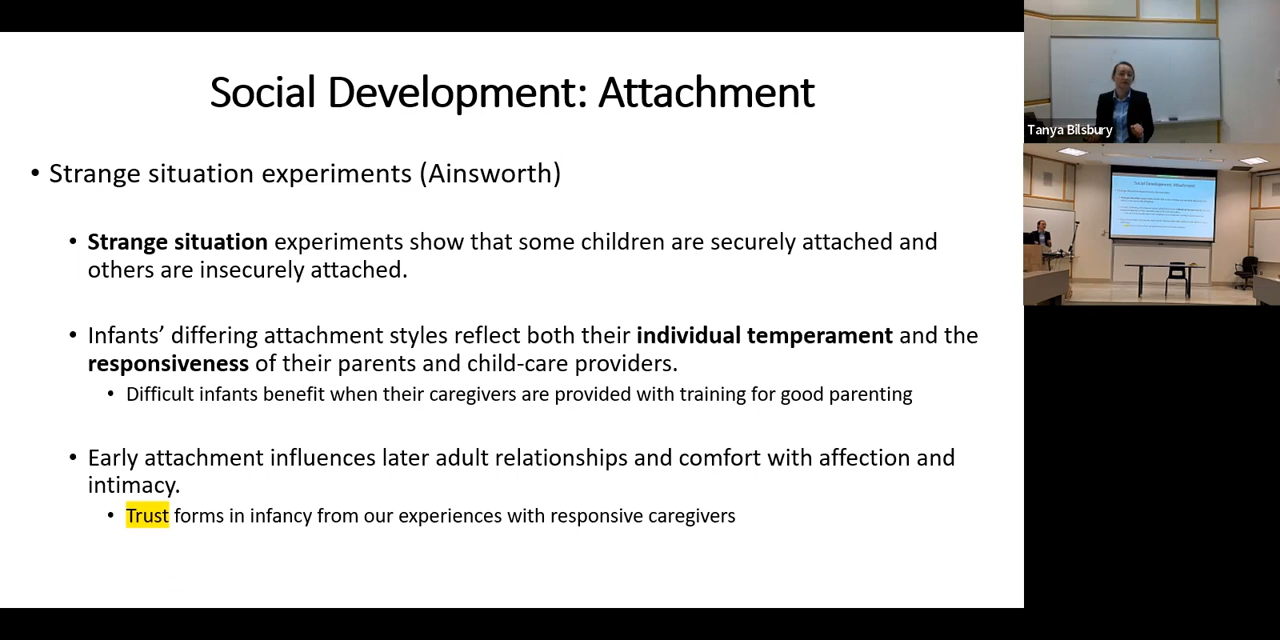 Social Development: Attachment
• Strange situation experiments (Ainsworth)
• Strange situation experiments show that some children are securely attached and
others are insecurely attached.
• Infants’ differing attachment styles reflect both their individual temperament and the
responsiveness of their parents and child-care providers.
• Difficult infants benefit when their caregivers are provided with training for good parenting
• Early attachment influences later adult relationships and comfort with affection and
intimacy.
• Trust forms in infancy from our experiences with responsive caregivers
Tanya Bilsbury
Social Development: Attachment